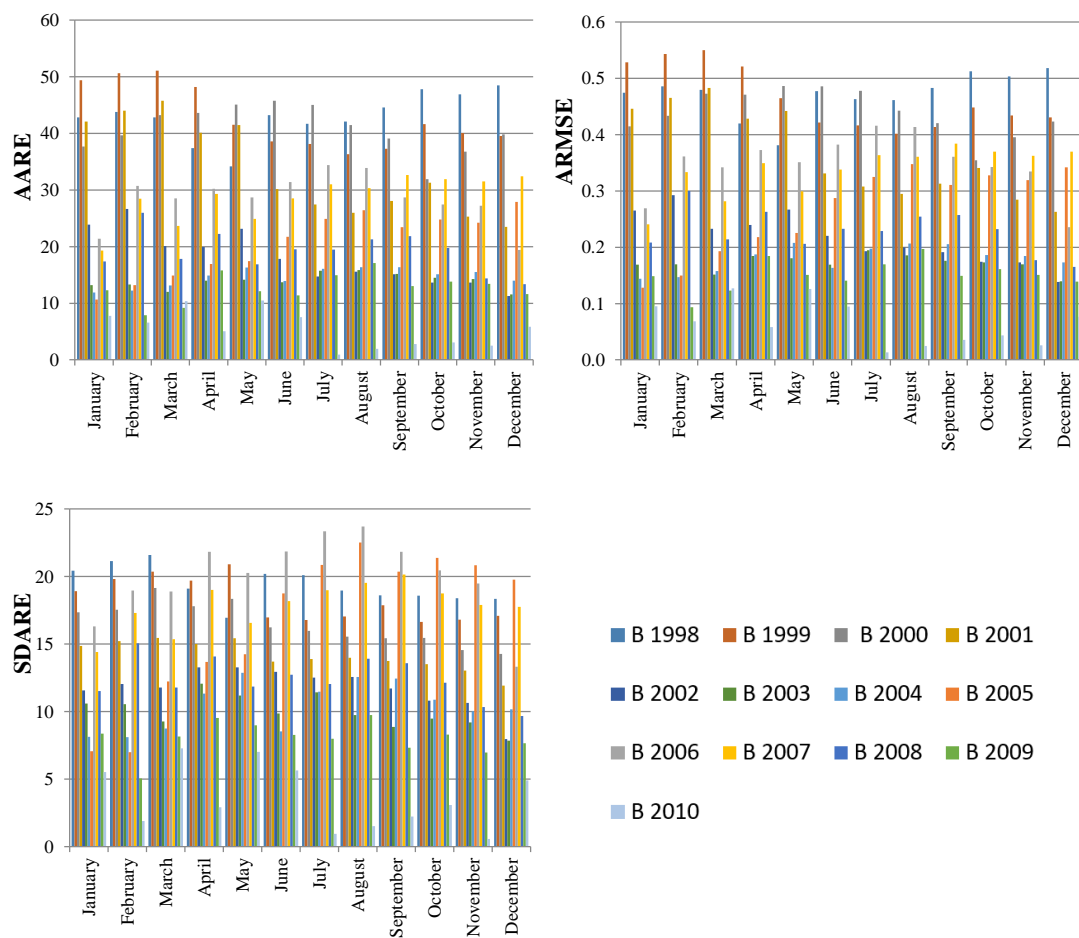 60
50
40
30
20
10
0
AARE
January
February
March
April
May
June
July
August
September
October
November
December
0.6
0.5
0.4
0.3
0.2
0.1
0.0
ARMSE
January
February
March
April
May
June
July
August
September
October
November
December
25
20
15
10
5
0
SDARE
January
February
March
April
May
June
July
August
September
October
November
December
B 1998 B 1999 B 2000 B 2001
B 2002 B 2003 B 2004 B 2005
B 2006 B 2007 B 2008 B 2009
B 2010